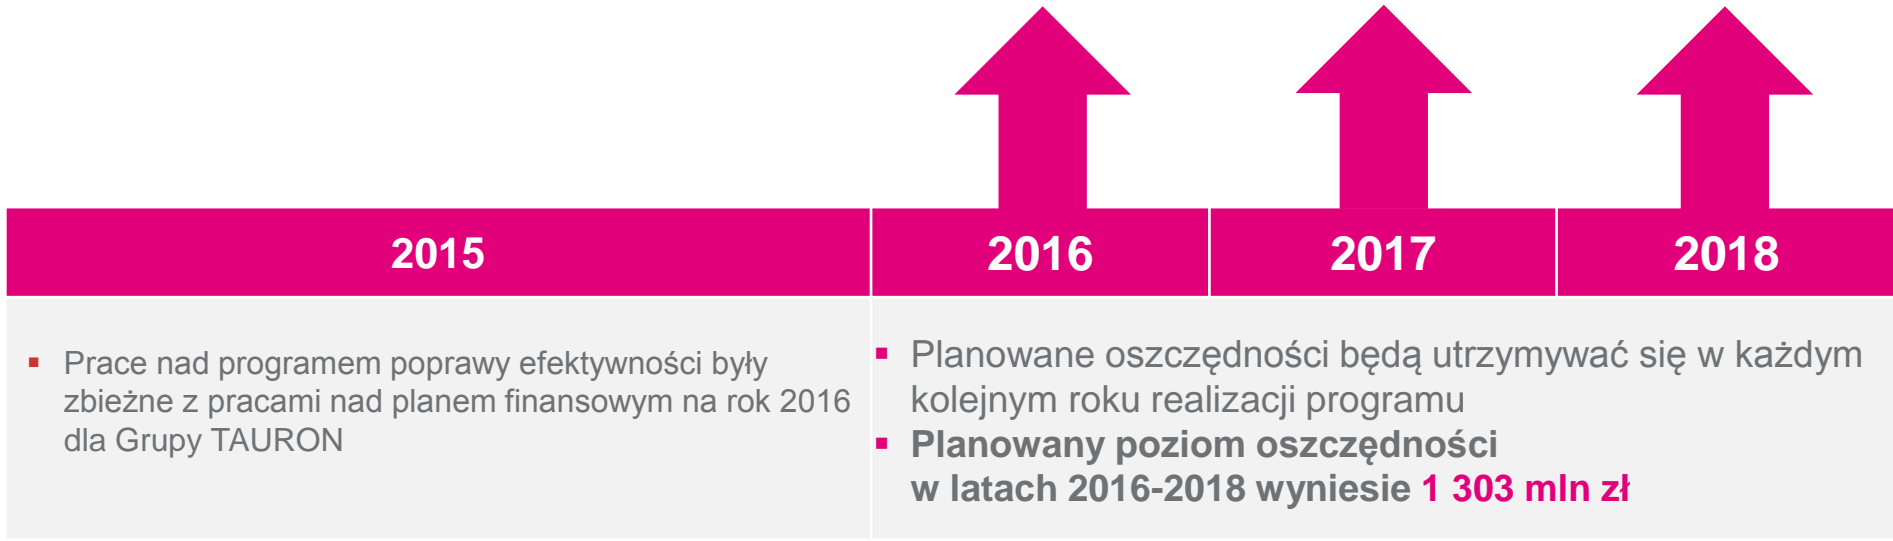 2015
2016
2017
2018
▪ Prace nad programem poprawy efektywności były
zbieżne z pracami nad planem finansowym na rok 2016
dla Grupy TAURON
▪ Planowane oszczędności będą utrzymywać się w każdym
kolejnym roku realizacji programu
▪ Planowany poziom oszczędności
w latach 2016-2018 wyniesie 1 303 mln zł